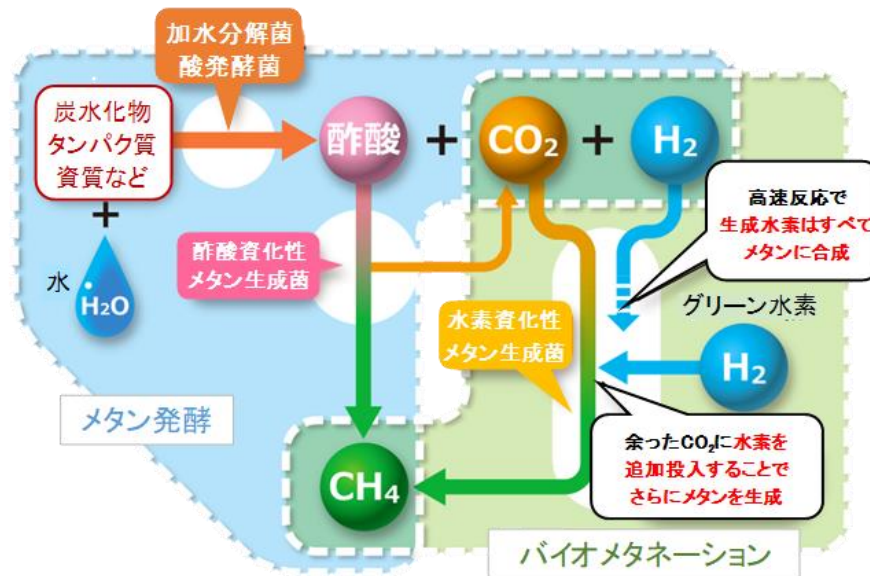 加水分解菌
酸発酵菌
炭水化物
タンパク質
資質など
+
水
H₂O
酢酸
+
CO₂
+
H₂
高速反応で
生成水素はすべて
メタンに合成
酢酸資化性
メタン生成菌
水素資化性
メタン生成菌
グリーン水素
H₂
メタン発酵
余ったCO₂に水素を
追加投入することで
さらにメタンを生成
CH₄
バイオメタネーション